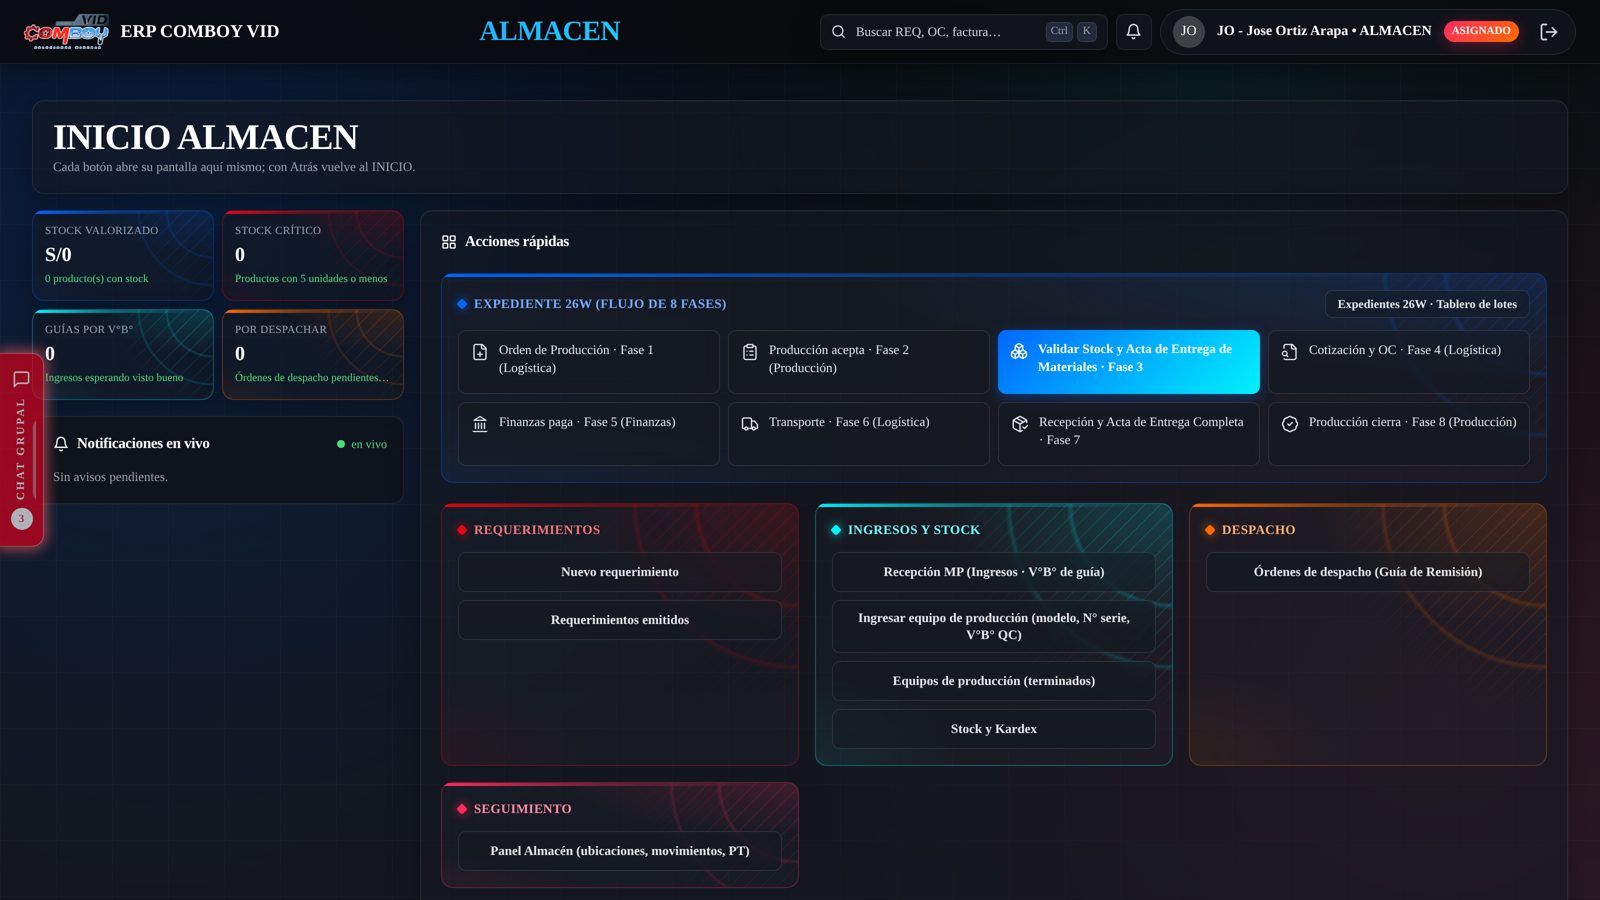 VID
COMBOY
ERP COMBOY VID
ALMACEN
Buscar REQ, OC, factura…
Ctrl
K
JO
JO - Jose Ortiz Arapa • ALMACEN
ASIGNADO
INICIO ALMACEN
Cada botón abre su pantalla aquí mismo; con Atrás vuelve al INICIO.
STOCK VALORIZADO
S/0
0 producto(s) con stock
STOCK CRÍTICO
0
Productos con 5 unidades o menos
GUÍAS POR V°B°
0
Ingresos esperando visto bueno
POR DESPACHAR
0
Órdenes de despacho pendientes…
CHAT GRUPAL
3
Notificaciones en vivo
en vivo
Sin avisos pendientes.
Acciones rápidas
EXPEDIENTE 26W (FLUJO DE 8 FASES)
Expedientes 26W · Tablero de lotes
Orden de Producción · Fase 1
(Logística)
Producción acepta · Fase 2
(Producción)
Validar Stock y Acta de Entrega de
Materiales · Fase 3
Cotización y OC · Fase 4 (Logística)
Finanzas paga · Fase 5 (Finanzas)
Transporte · Fase 6 (Logística)
Recepción y Acta de Entrega Completa
· Fase 7
Producción cierra · Fase 8 (Producción)
REQUERIMIENTOS
Nuevo requerimiento
Requerimientos emitidos
INGRESOS Y STOCK
Recepción MP (Ingresos · V°B° de guía)
Ingresar equipo de producción (modelo, N° serie,
V°B° QC)
Equipos de producción (terminados)
Stock y Kardex
DESPACHO
Órdenes de despacho (Guía de Remisión)
SEGUIMIENTO
Panel Almacén (ubicaciones, movimientos, PT)